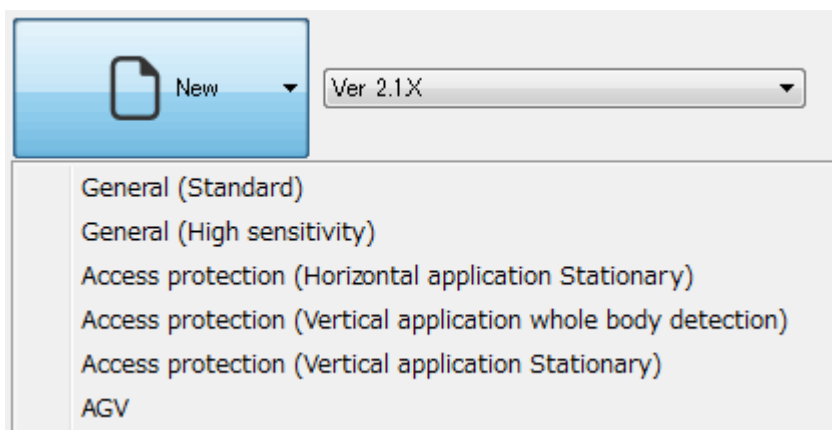 New
Ver 2.1X
General (Standard)
General (High sensitivity)
Access protection (Horizontal application Stationary)
Access protection (Vertical application whole body detection)
Access protection (Vertical application Stationary)
AGV